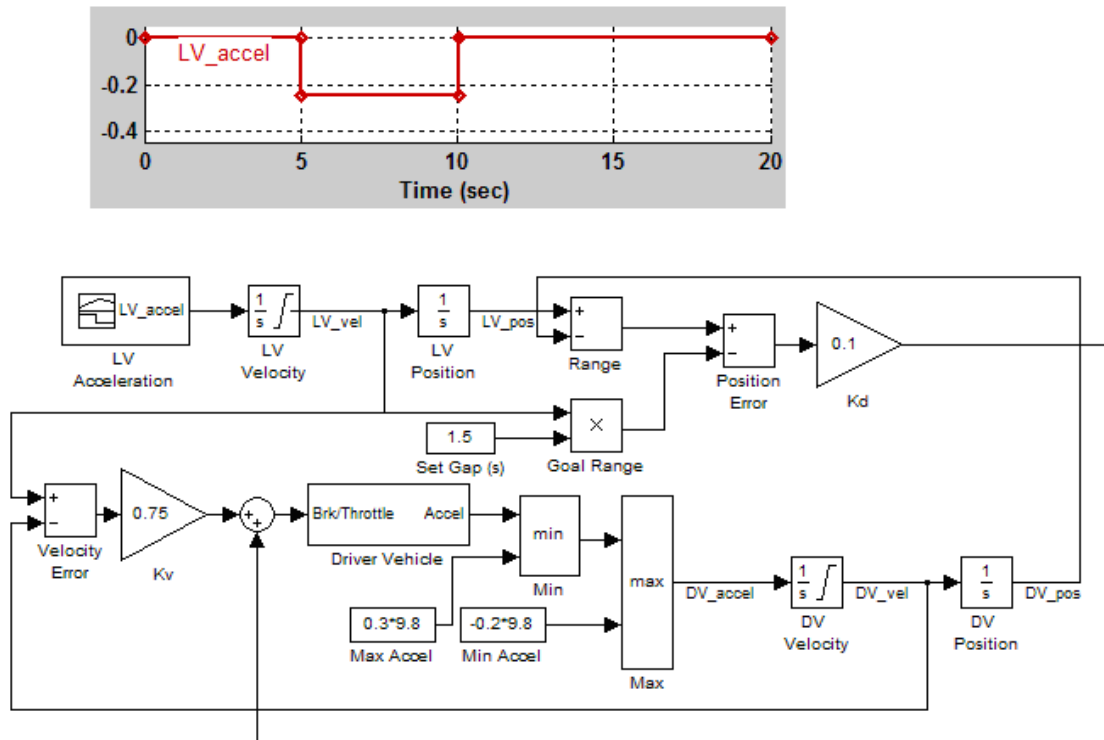 0
LV_accel
-0.2
-0.4
0
5
10
15
20
Time (sec)
LV_accel
LV
Acceleration
1
s
LV_vel
LV
Velocity
1
s
LV_pos
LV
Position
+
−
Range
+
−
Position
Error
0.1
Kd
1.5
Set Gap (s)
×
Goal Range
+
−
Velocity
Error
0.75
Kv
+
+
Brk/Throttle
Accel
Driver Vehicle
min
Min
0.3*9.8
Max Accel
-0.2*9.8
Min Accel
max
Max
DV_accel
1
s
DV_vel
DV
Velocity
1
s
DV_pos
DV
Position